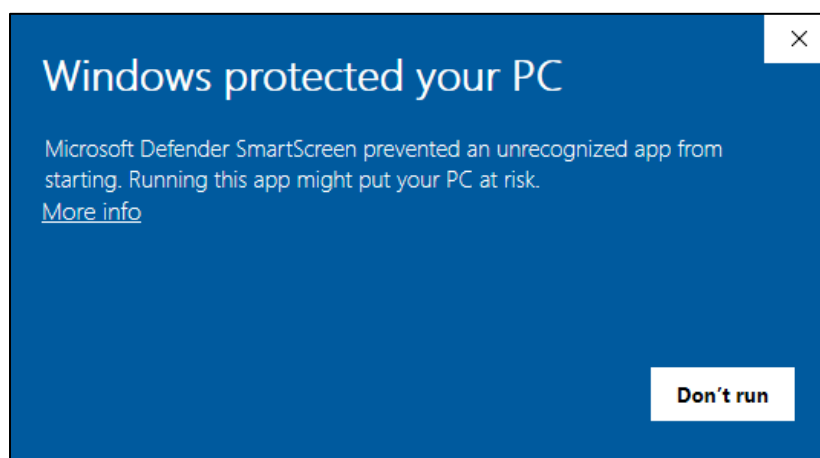 Windows protected your PC
Microsoft Defender SmartScreen prevented an unrecognized app from
starting. Running this app might put your PC at risk.
More info
Don’t run